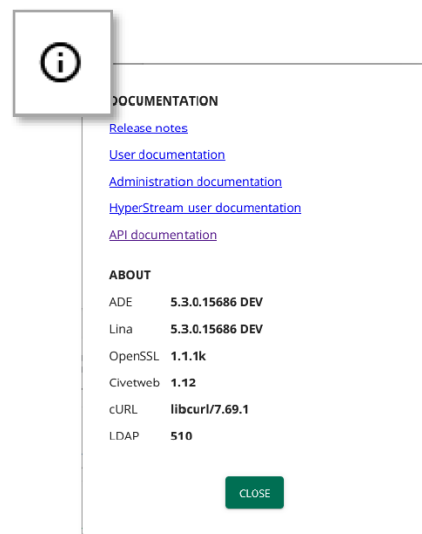 DOCUMENTATION
Release notes
User documentation
Administration documentation
HyperStream user documentation
API documentation
ABOUT
ADE 5.3.0.15686 DEV
Lina 5.3.0.15686 DEV
OpenSSL 1.1.1k
Civetweb 1.12
cURL libcurl/7.69.1
LDAP 510
CLOSE